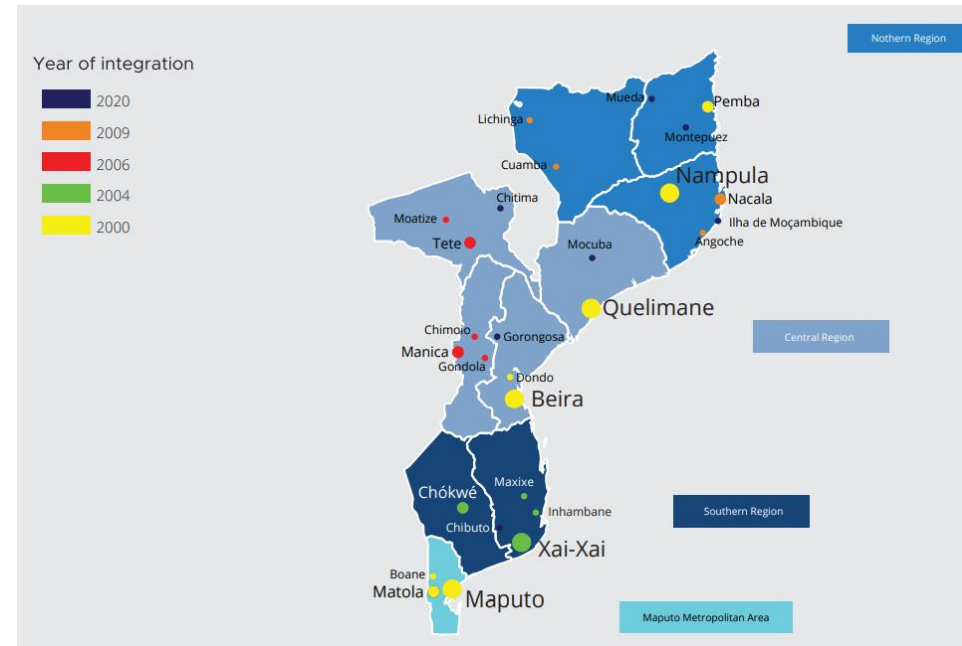 Nothern Region
Year of integration
2020
2009
2006
2004
2000
Mueda
Pemba
Lichinga
Montepuez
Cuamba
Nampula
Chitima
Nacala
Moatize
Ilha de Moçambique
Tete
Mocuba
Angoche
Quelimane
Chimoio
Gorongosa
Central Region
Manica
Gondola
Dondo
Beira
Maxixe
Chókwé
Inhambane
Southern Region
Chibuto
Xai-Xai
Boane
Matola
Maputo
Maputo Metropolitan Area